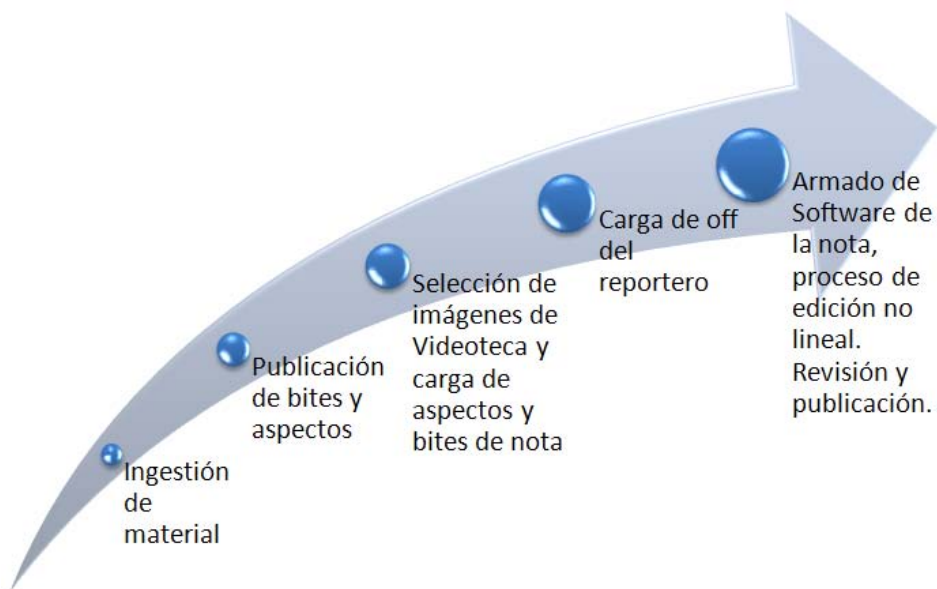 Ingestión
de
material
Publicación
de bites y
aspectos
Selección de
imágenes de
Videoteca y
carga de
aspectos y
bites de nota
Carga de off
del
reportero
Armado de
Software de
la nota,
proceso de
edición no
lineal.
Revisión y
publicación.